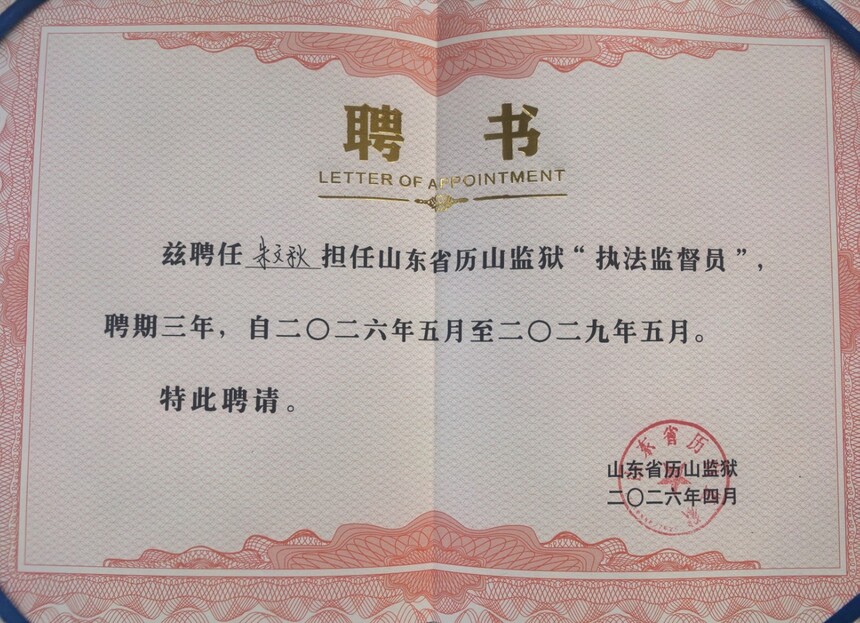 聘 书
LETTER OF APPOINTMENT
兹聘任 朱文秋 担任山东省历山监狱“执法监督员”，
聘期三年，自二〇二六年五月至二〇二九年五月。
特此聘请。
山东省历山监狱
二〇二六年四月